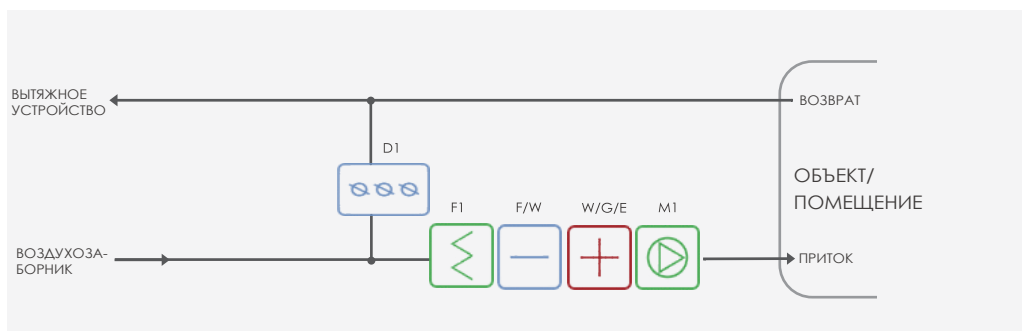 ВЫТЯЖНОЕ
УСТРОЙСТВО
ВОЗВРАТ
D1
ОБЪЕКТ/
ПОМЕЩЕНИЕ
F1
F/W
W/G/E
M1
ВОЗДУХОЗА-
БОРНИК
ПРИТОК